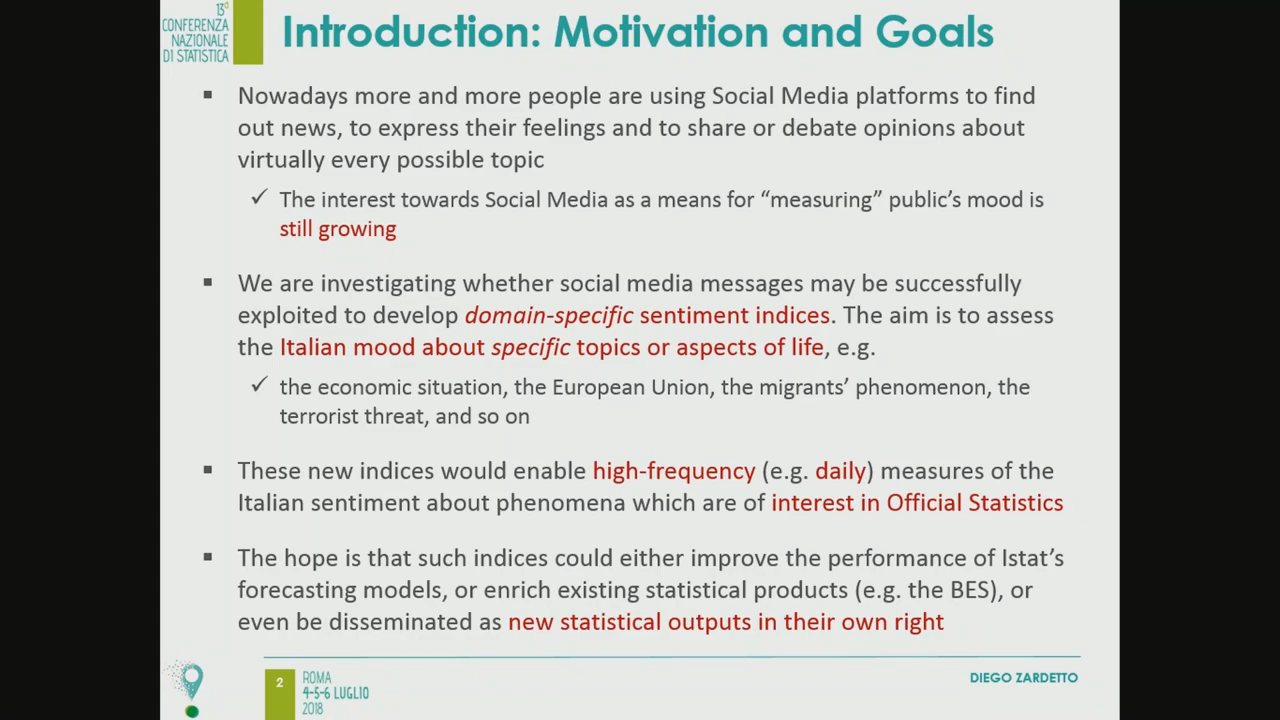 13°
CONFERENZA
NAZIONALE
DI STATISTICA
Introduction: Motivation and Goals
▪ Nowadays more and more people are using Social Media platforms to find
out news, to express their feelings and to share or debate opinions about
virtually every possible topic
✓ The interest towards Social Media as a means for “measuring” public’s mood is
still growing
▪ We are investigating whether social media messages may be successfully
exploited to develop domain-specific sentiment indices. The aim is to assess
the Italian mood about specific topics or aspects of life, e.g.
✓ the economic situation, the European Union, the migrants’ phenomenon, the
terrorist threat, and so on
▪ These new indices would enable high-frequency (e.g. daily) measures of the
Italian sentiment about phenomena which are of interest in Official Statistics
▪ The hope is that such indices could either improve the performance of Istat’s
forecasting models, or enrich existing statistical products (e.g. the BES), or
even be disseminated as new statistical outputs in their own right
2
ROMA
4-5-6 LUGLIO
2018
DIEGO ZARDETTO